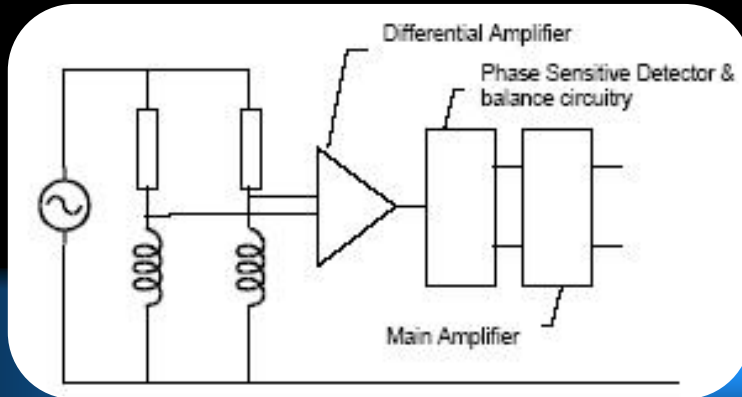 Differential Amplifier
Phase Sensitive Detector &
balance circuitry
Main Amplifier